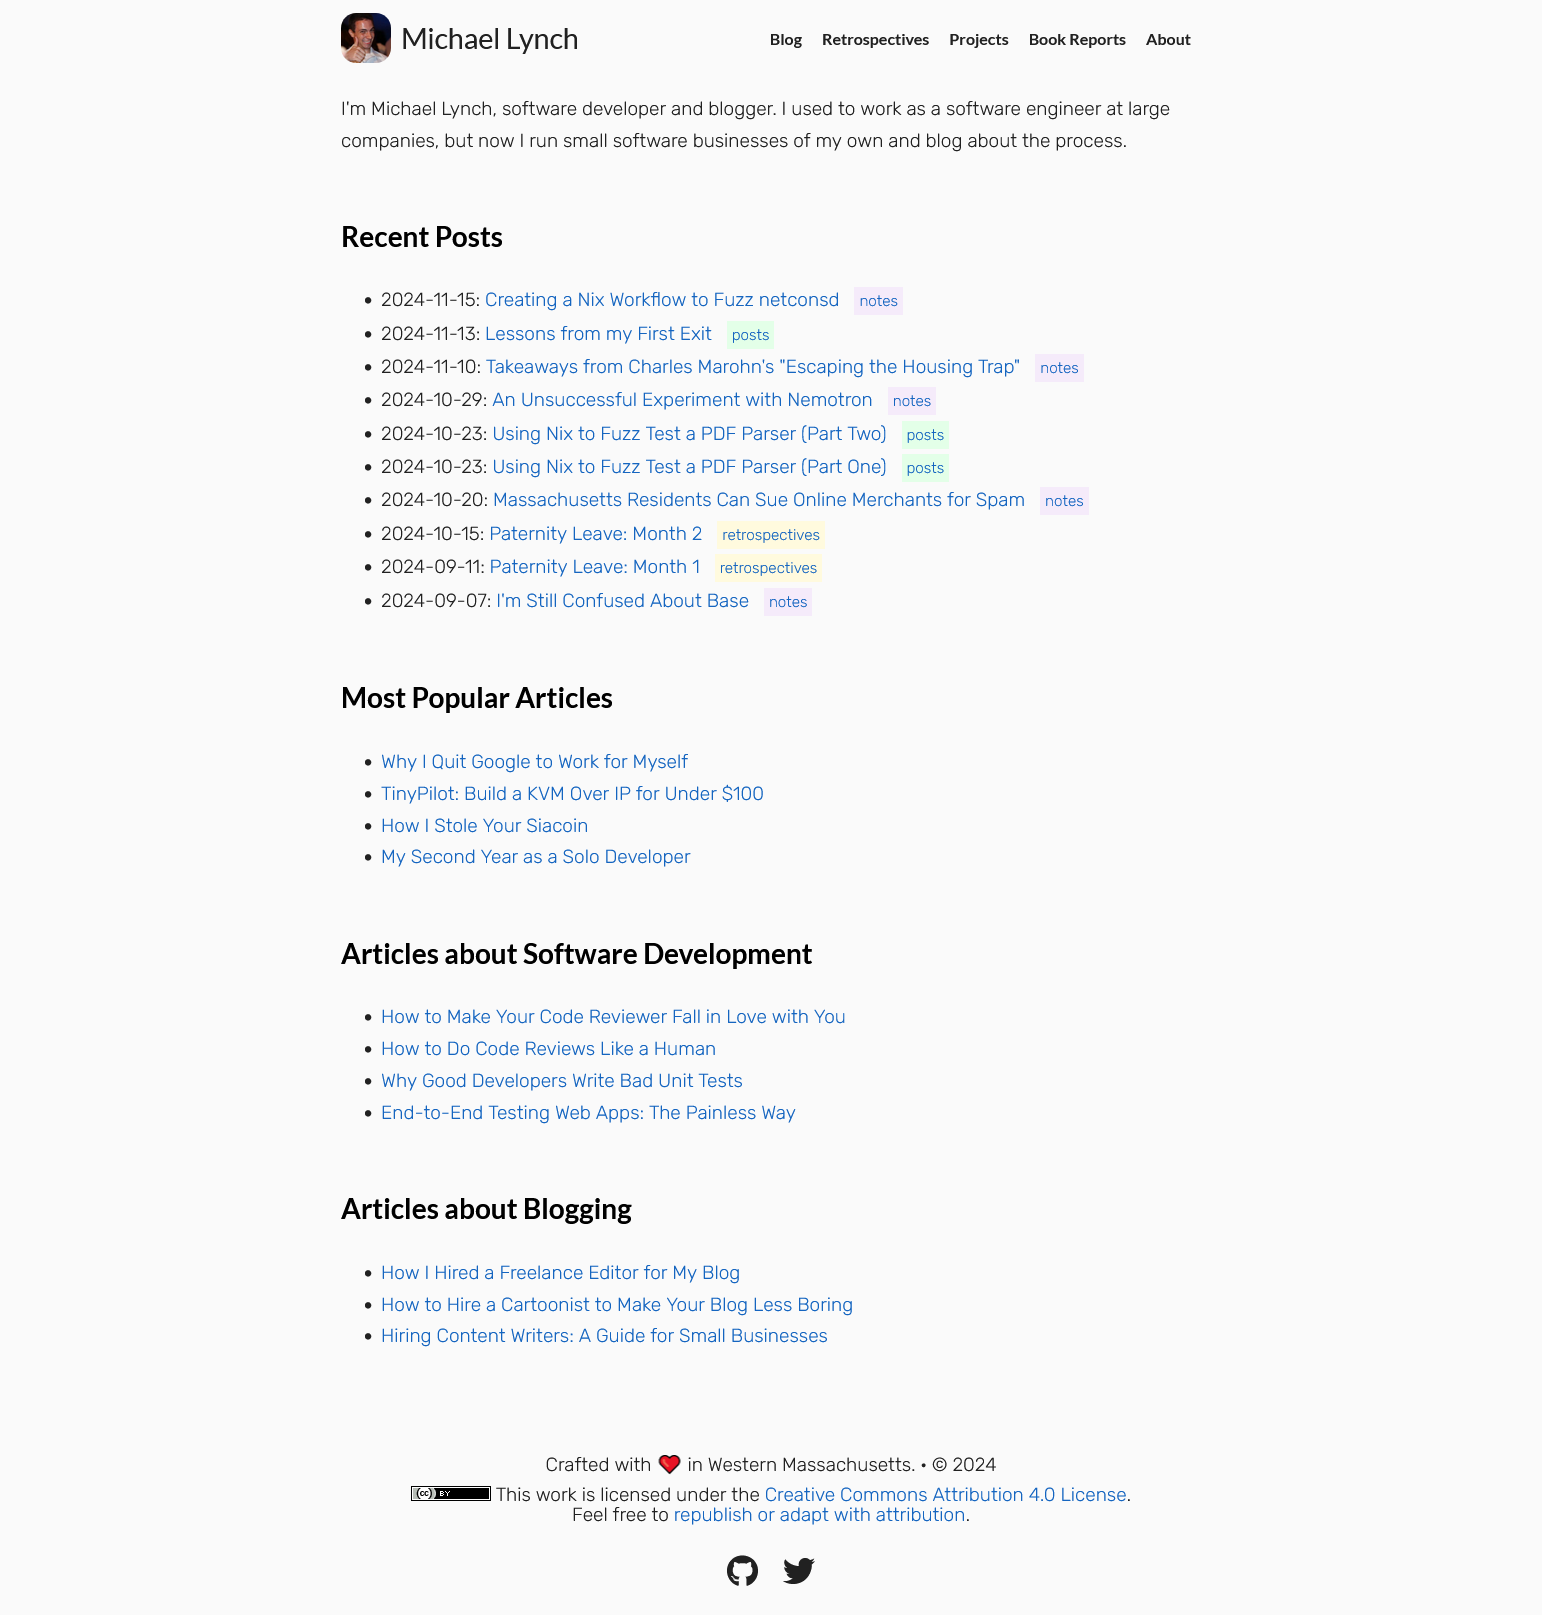 Michael Lynch
Blog Retrospectives Projects Book Reports About
I'm Michael Lynch, software developer and blogger. I used to work as a software engineer at large
companies, but now I run small software businesses of my own and blog about the process.
Recent Posts
• 2024-11-15: Creating a Nix Workflow to Fuzz netconsd notes
• 2024-11-13: Lessons from my First Exit posts
• 2024-11-10: Takeaways from Charles Marohn's "Escaping the Housing Trap" notes
• 2024-10-29: An Unsuccessful Experiment with Nemotron notes
• 2024-10-23: Using Nix to Fuzz Test a PDF Parser (Part Two) posts
• 2024-10-23: Using Nix to Fuzz Test a PDF Parser (Part One) posts
• 2024-10-20: Massachusetts Residents Can Sue Online Merchants for Spam notes
• 2024-10-15: Paternity Leave: Month 2 retrospectives
• 2024-09-11: Paternity Leave: Month 1 retrospectives
• 2024-09-07: I'm Still Confused About Base notes
Most Popular Articles
• Why I Quit Google to Work for Myself
• TinyPilot: Build a KVM Over IP for Under $100
• How I Stole Your Siacoin
• My Second Year as a Solo Developer
Articles about Software Development
• How to Make Your Code Reviewer Fall in Love with You
• How to Do Code Reviews Like a Human
• Why Good Developers Write Bad Unit Tests
• End-to-End Testing Web Apps: The Painless Way
Articles about Blogging
• How I Hired a Freelance Editor for My Blog
• How to Hire a Cartoonist to Make Your Blog Less Boring
• Hiring Content Writers: A Guide for Small Businesses
Crafted with ❤ in Western Massachusetts. • © 2024
(cc) BY This work is licensed under the Creative Commons Attribution 4.0 License.
Feel free to republish or adapt with attribution.